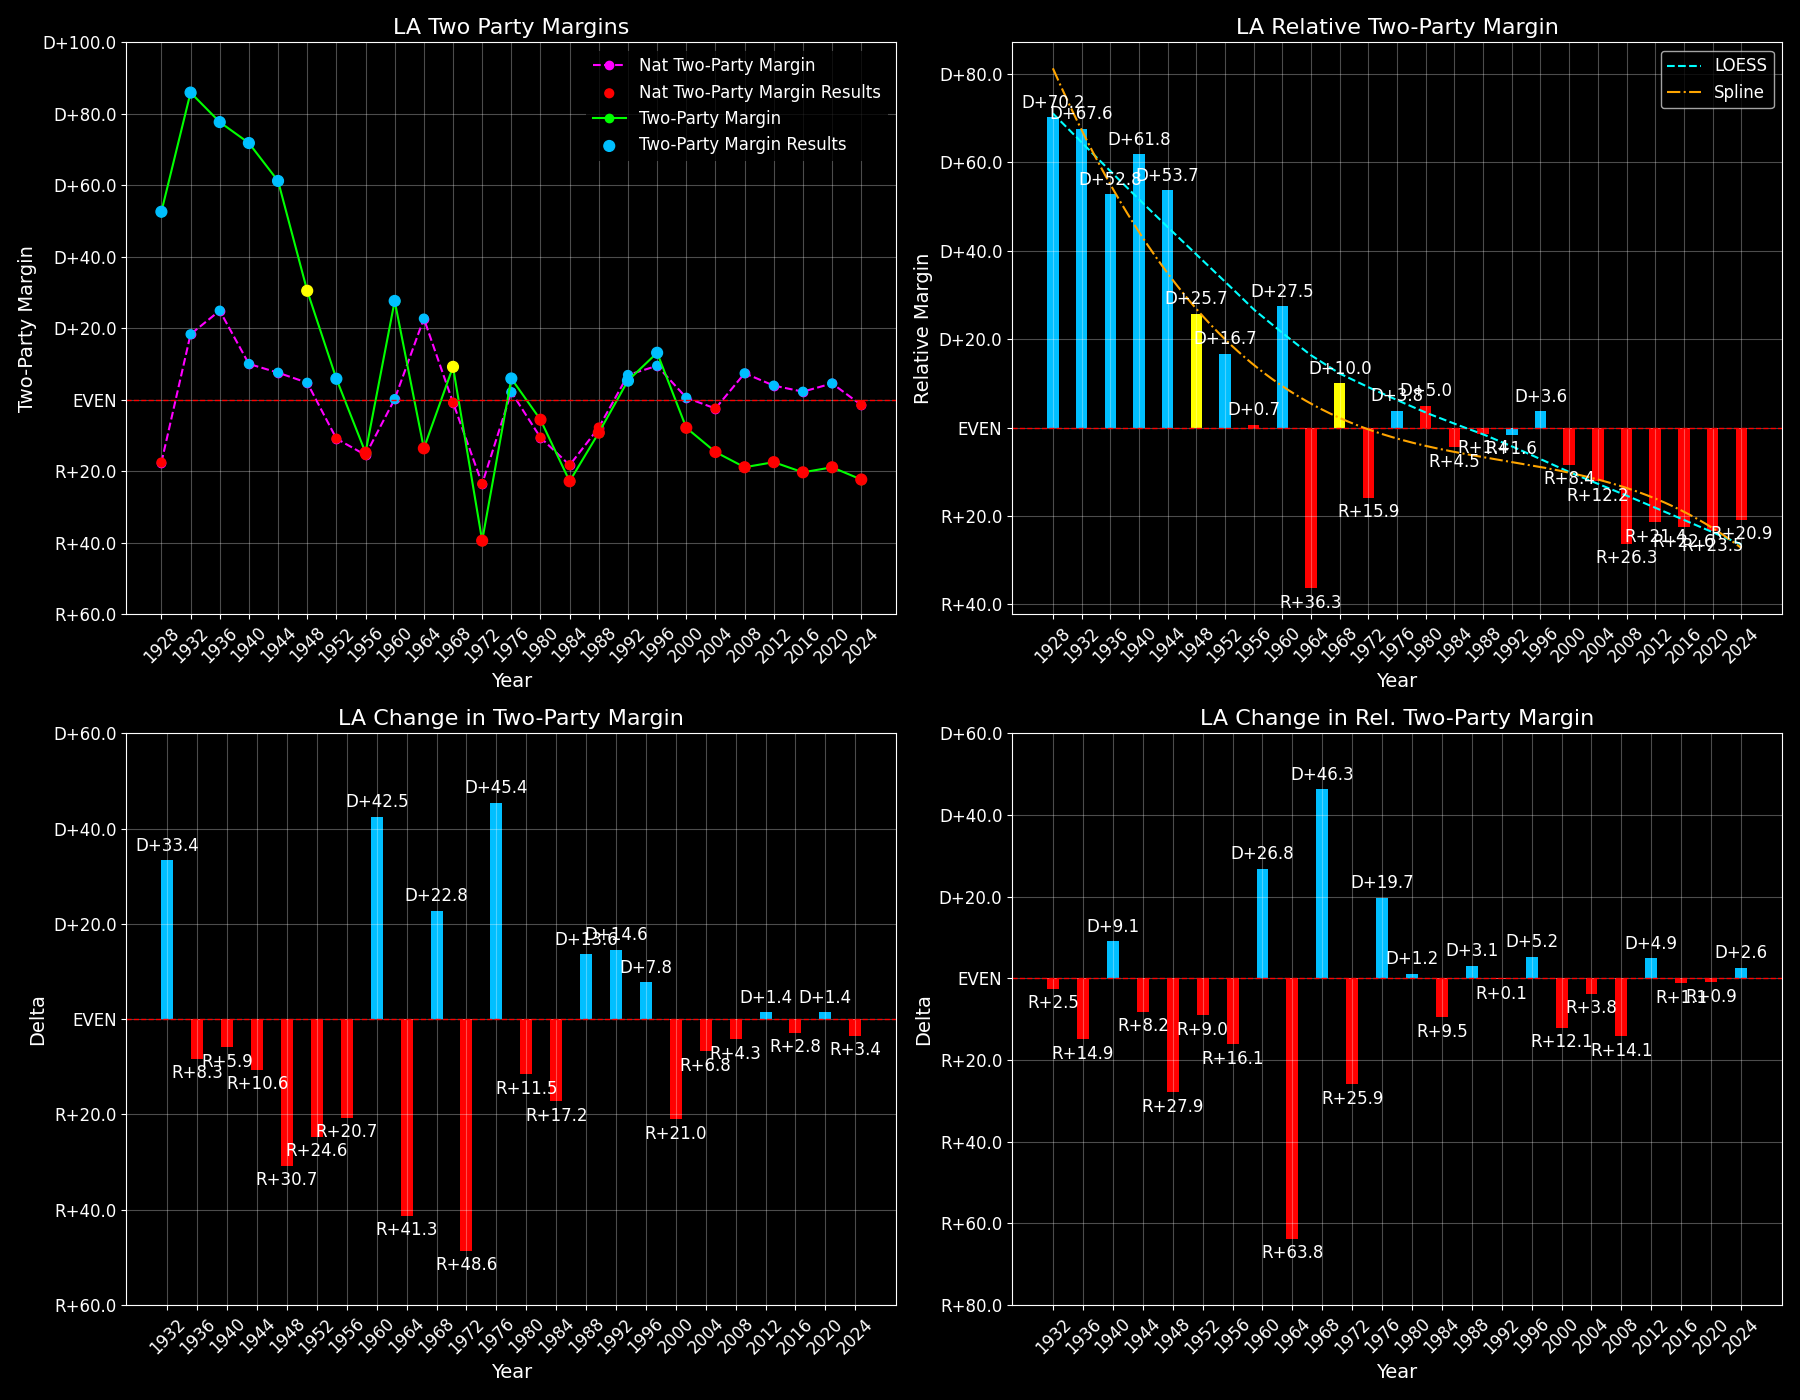 LA Two Party Margins
D+100.0
D+80.0
D+60.0
D+40.0
D+20.0
EVEN
R+20.0
R+40.0
R+60.0
Two-Party Margin
Nat Two-Party Margin
Nat Two-Party Margin Results
Two-Party Margin
Two-Party Margin Results
1928 1932 1936 1940 1944 1948 1952 1956 1960 1964 1968 1972 1976 1980 1984 1988 1992 1996 2000 2004 2008 2012 2016 2020 2024
Year
LA Relative Two-Party Margin
D+80.0
D+60.0
D+40.0
D+20.0
EVEN
R+20.0
R+40.0
Relative Margin
LOESS
Spline
D+70.2
D+67.6
D+52.8
D+61.8
D+53.7
D+25.7
D+16.7
D+0.7
D+27.5
R+36.3
D+10.0
R+15.9
D+3.8
D+5.0
R+4.5
R+1.4
R+1.6
D+3.6
R+8.4
R+12.2
R+26.3
R+21.4
R+22.6
R+23.5
R+20.9
1928 1932 1936 1940 1944 1948 1952 1956 1960 1964 1968 1972 1976 1980 1984 1988 1992 1996 2000 2004 2008 2012 2016 2020 2024
Year
LA Change in Two-Party Margin
D+60.0
D+40.0
D+20.0
EVEN
R+20.0
R+40.0
R+60.0
Delta
D+33.4
R+8.3
R+5.9
R+10.6
R+30.7
R+24.6
R+20.7
D+42.5
R+41.3
D+22.8
R+48.6
D+45.4
R+11.5
R+17.2
D+13.6
D+14.6
D+7.8
R+21.0
R+6.8
R+4.3
D+1.4
R+2.8
D+1.4
R+3.4
1932 1936 1940 1944 1948 1952 1956 1960 1964 1968 1972 1976 1980 1984 1988 1992 1996 2000 2004 2008 2012 2016 2020 2024
Year
LA Change in Rel. Two-Party Margin
D+60.0
D+40.0
D+20.0
EVEN
R+20.0
R+40.0
R+60.0
R+80.0
Delta
R+2.5
R+14.9
D+9.1
R+8.2
R+27.9
R+9.0
R+16.1
D+26.8
R+63.8
D+46.3
R+25.9
D+19.7
D+1.2
R+9.5
D+3.1
R+0.1
D+5.2
R+12.1
R+3.8
R+14.1
D+4.9
R+1.1
R+0.9
D+2.6
1932 1936 1940 1944 1948 1952 1956 1960 1964 1968 1972 1976 1980 1984 1988 1992 1996 2000 2004 2008 2012 2016 2020 2024
Year